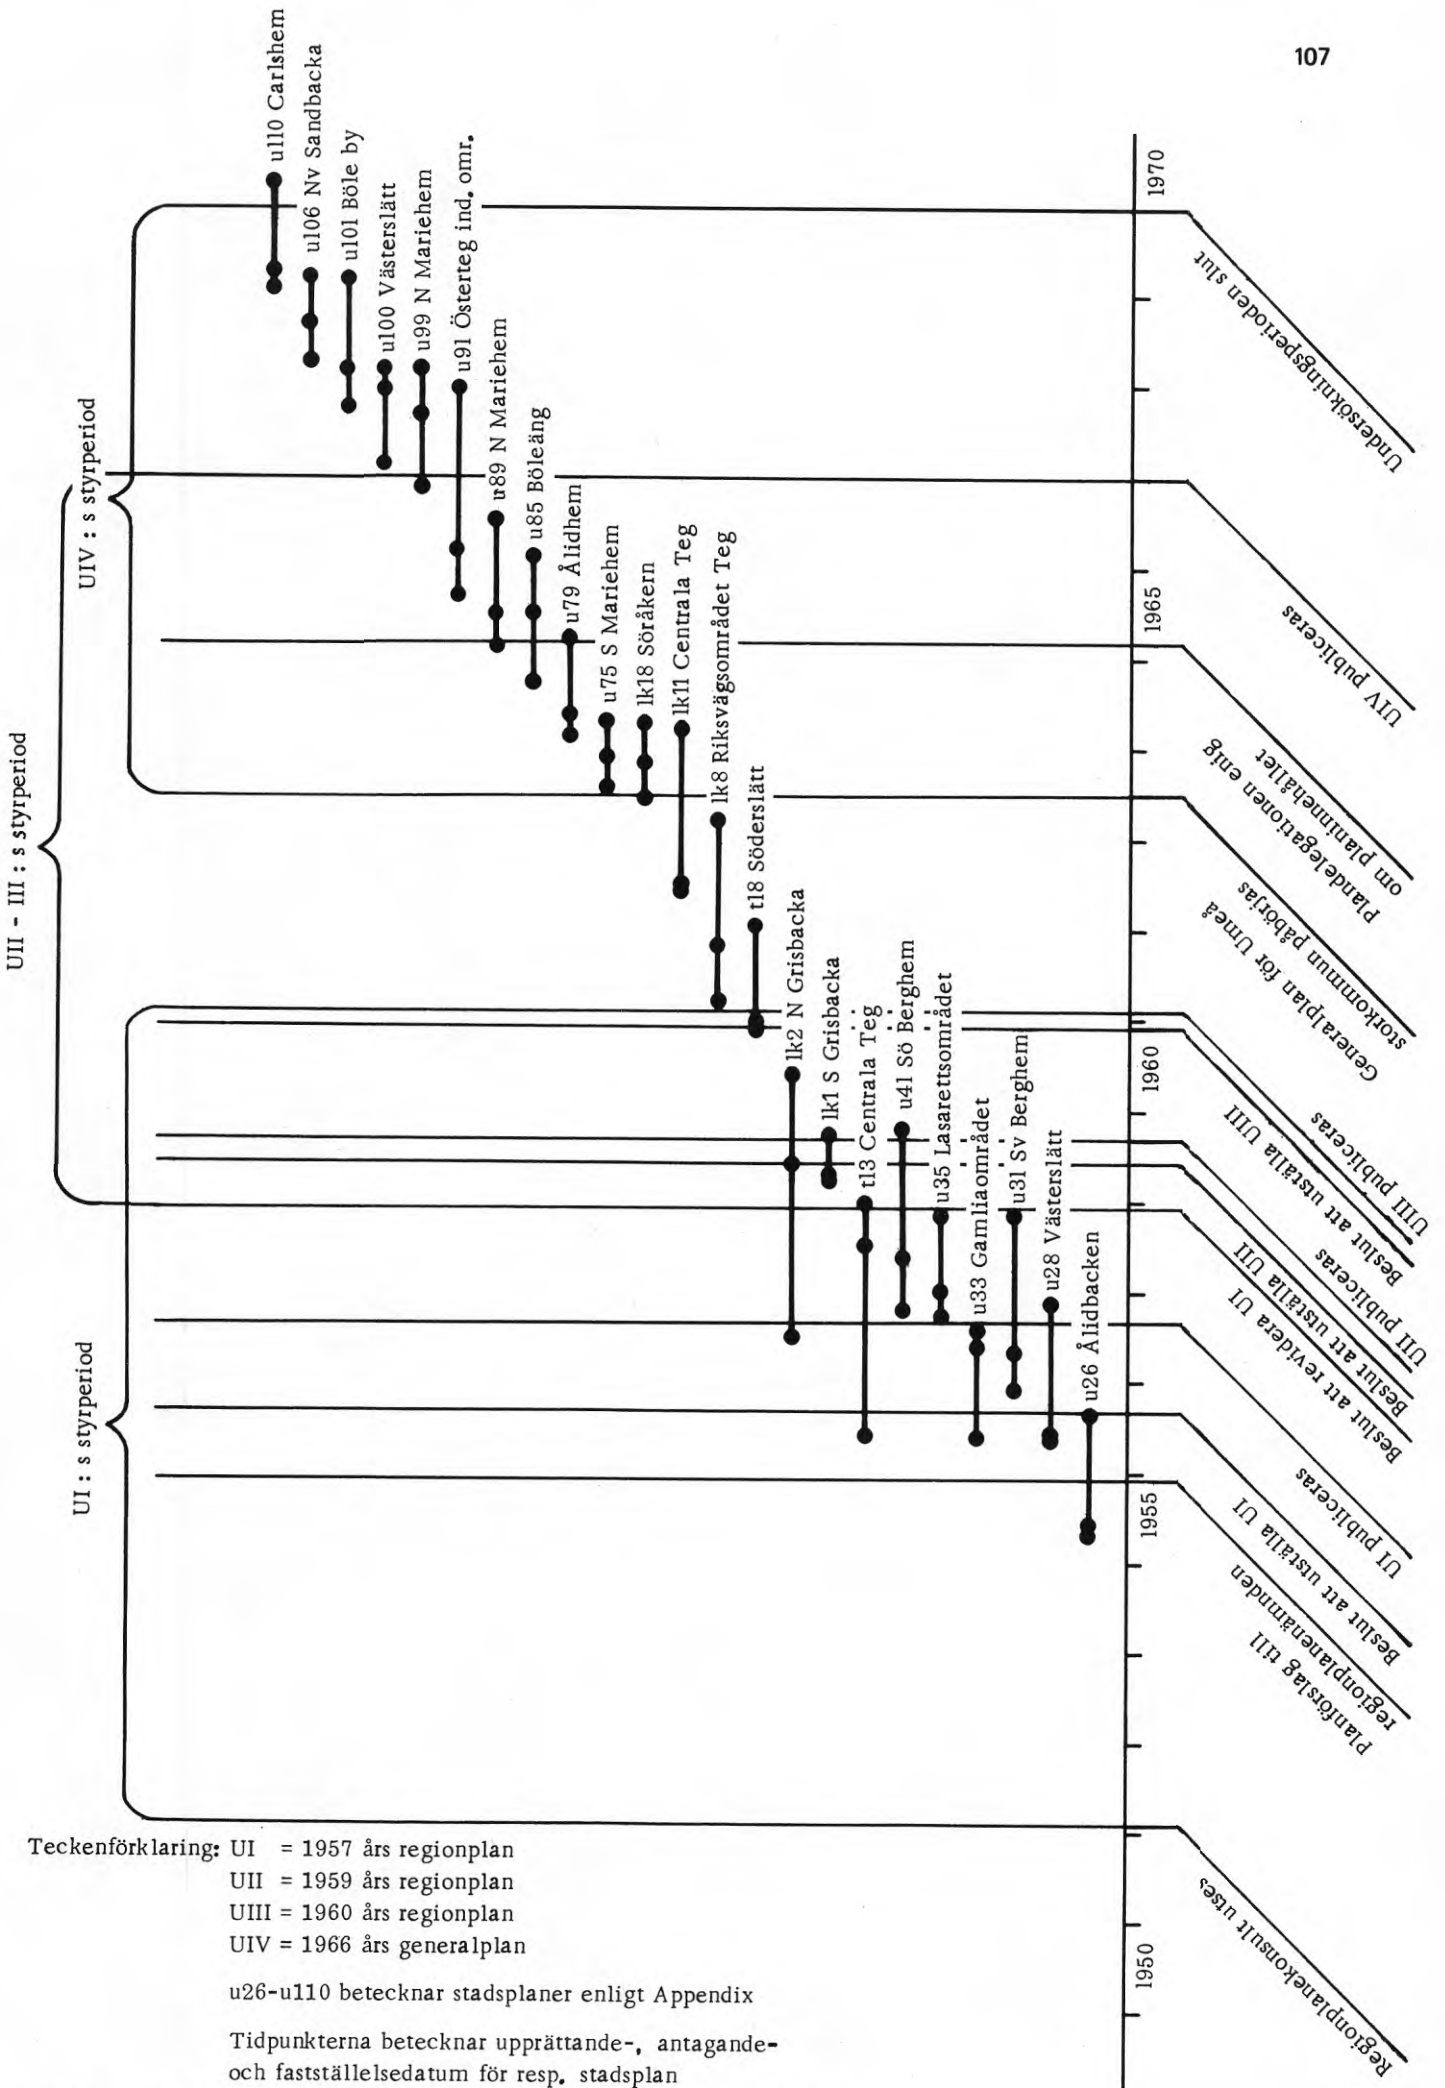 107
UII - III : s styrperiod
UIV : s styrperiod
UI : s styrperiod
u110 Carlshem
u106 Nv Sandbacka
u101 Böle by
u100 Västerslätt
u99 N Mariehem
u91 Österteg ind. omr.
u89 N Mariehem
u85 Böleäng
u79 Ålidhem
u75 S Mariehem
lk18 Söråkern
lk11 Centrala Teg
lk8 Riksvägsområdet Teg
t18 Söderslätt
lk2 N Grisbacka
lk1 S Grisbacka
t13 Centrala Teg
u41 Sö Berghem
u35 Lasarettsområdet
u33 Gamliaområdet
u31 Sv Berghem
u28 Västerslätt
u26 Ålidbacken
1970
1965
1960
1955
1950
Undersökningsperioden slut
UIV publiceras
Plandelegationen enig
om planinnehållet
Generalplan för Umeå
storkommun påbörjas
UIII publiceras
Beslut att utställa UIII
UII publiceras
Beslut att utställa UII
Beslut att revidera UI
UI publiceras
Beslut att utställa UI
Planförslag till
regionplanenämnden
Regionplanekonsult utses
Teckenförklaring: UI = 1957 års regionplan
UII = 1959 års regionplan
UIII = 1960 års regionplan
UIV = 1966 års generalplan
u26-u110 betecknar stadsplaner enligt Appendix
Tidpunkterna betecknar upprättande-, antagande-
och fastställelsedatum för resp. stadsplan